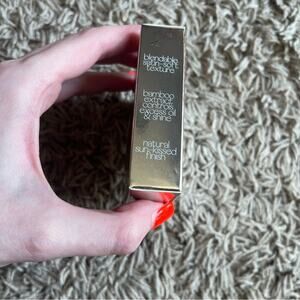 blendable
satin-soft
texture
bamboo
extract
controls
excess oil
& shine
natural
sun-kissed
finish